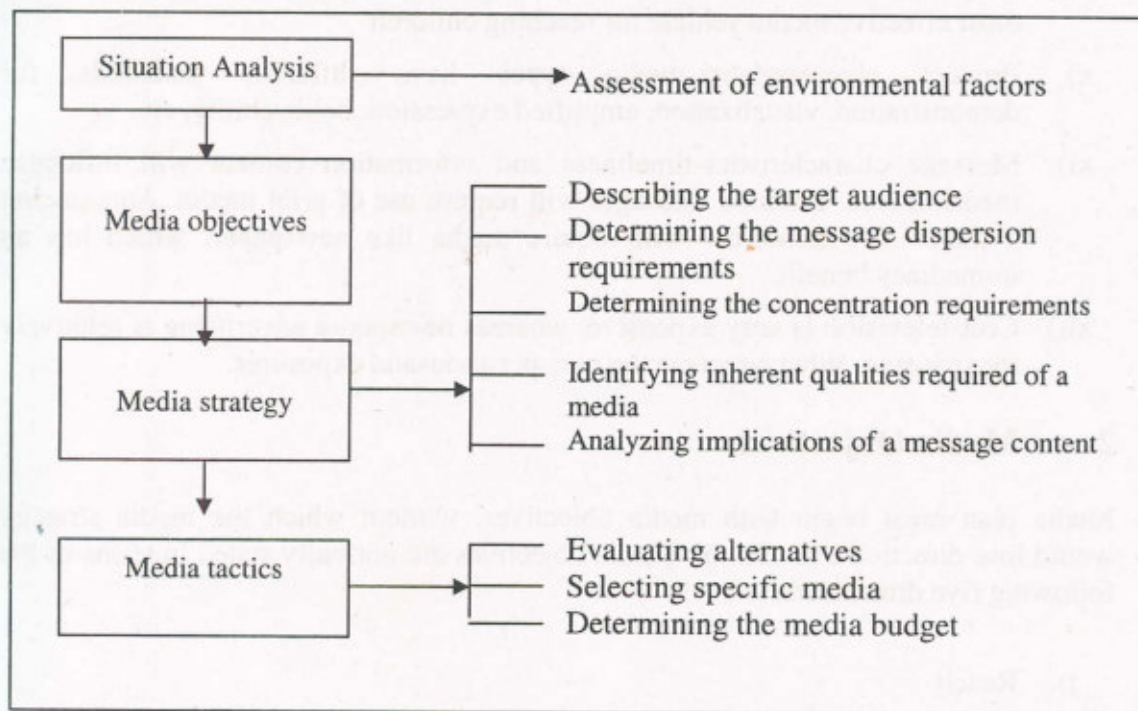 Situation Analysis
Assessment of environmental factors
Media objectives
Describing the target audience
Determining the message dispersion
requirements
Determining the concentration requirements
Media strategy
Identifying inherent qualities required of a
media
Analyzing implications of a message content
Media tactics
Evaluating alternatives
Selecting specific media
Determining the media budget